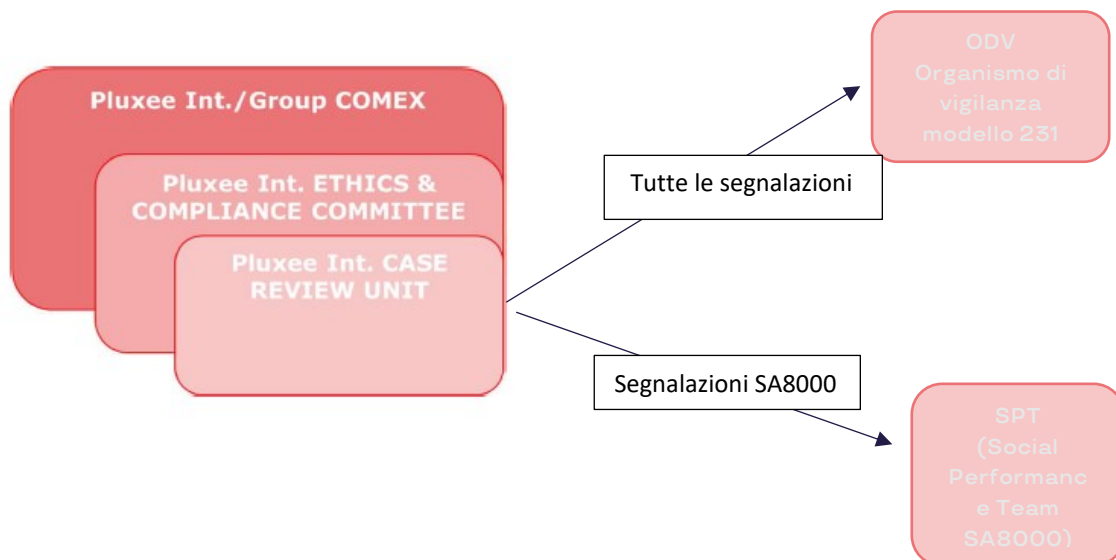 Pluxee Int./Group COMEX
Pluxee Int. ETHICS &
COMPLIANCE COMMITTEE
Pluxee Int. CASE
REVIEW UNIT
Tutte le segnalazioni
Segnalazioni SA8000
ODV
Organismo di
vigilanza
modello 231
SPT
(Social
Performanc
e Team
SA8000)